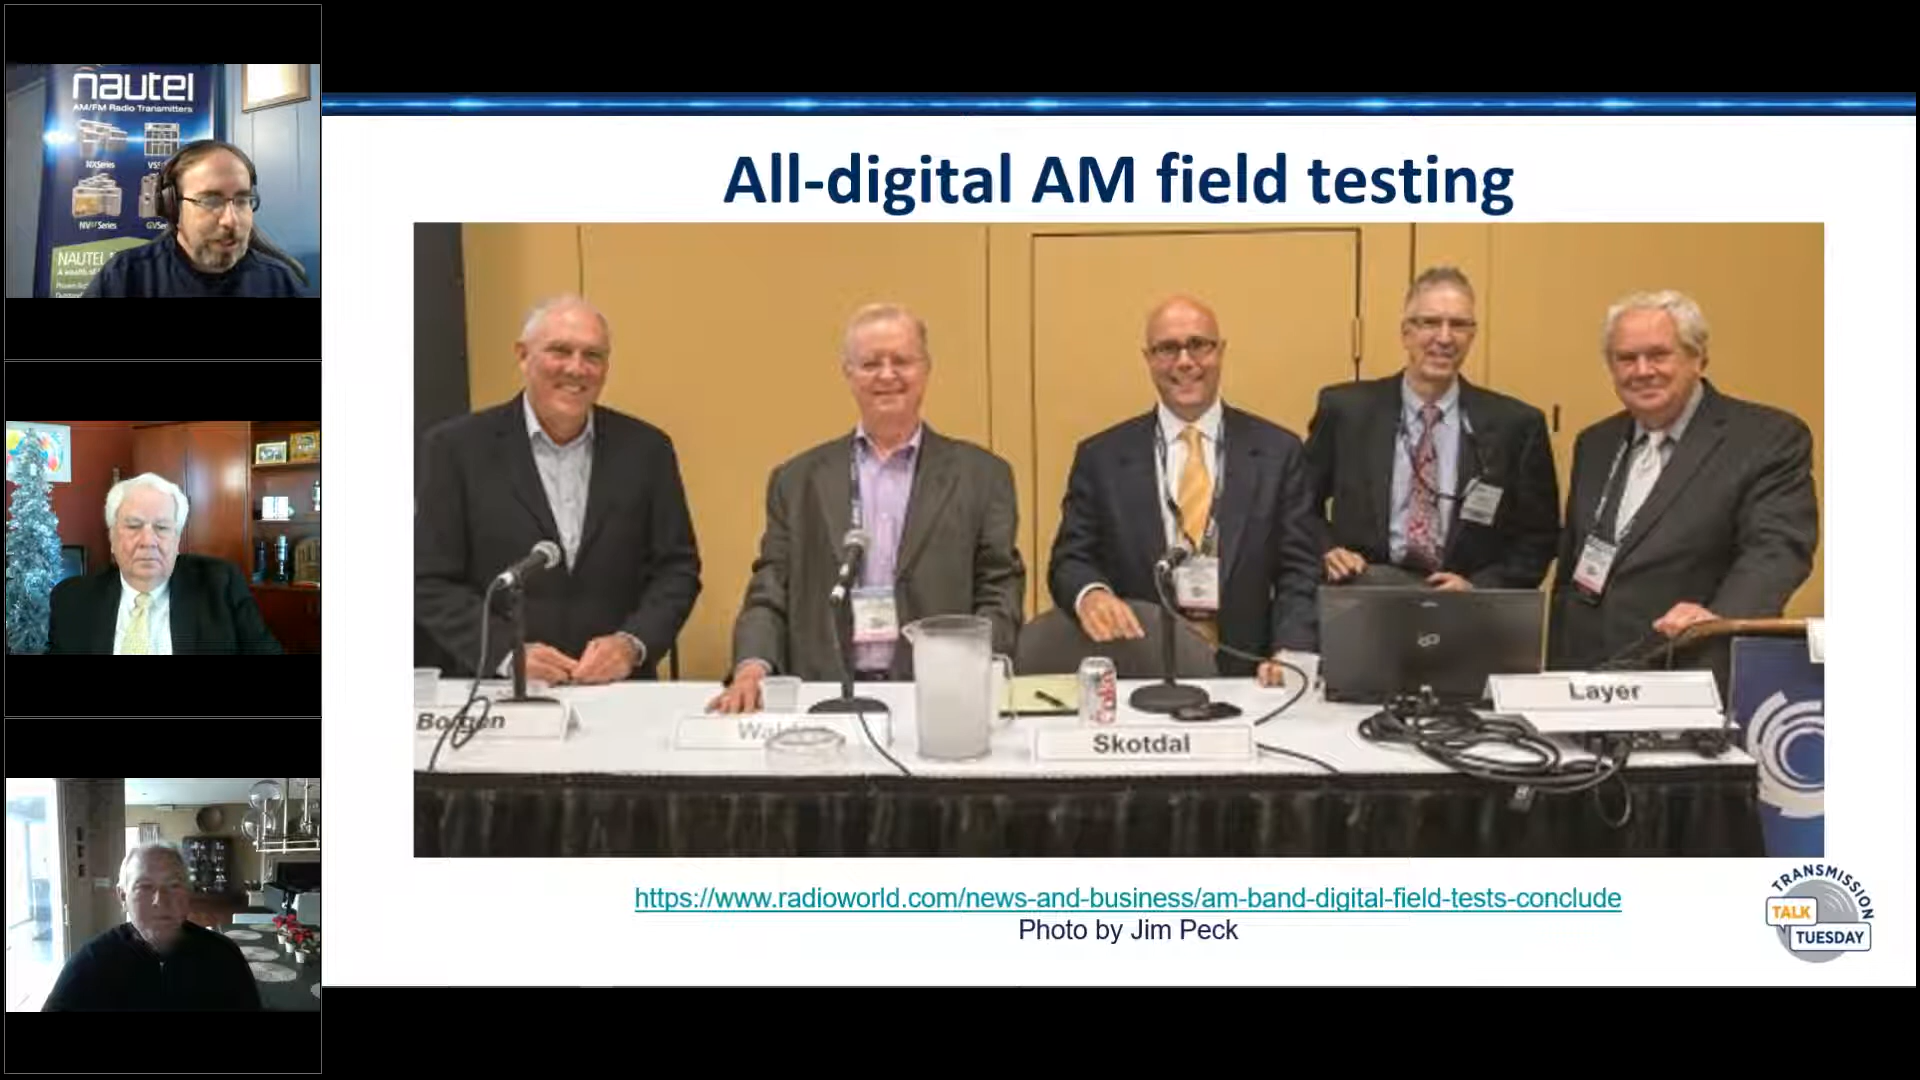 nautel
AM/FM Radio Transmitters
NXSeries
NAUTEL
All-digital AM field testing
Layer
Skotdal
https://www.radioworld.com/news-and-business/am-band-digital-field-tests-conclude
Photo by Jim Peck
TRANSMISSION
TALK
TUESDAY